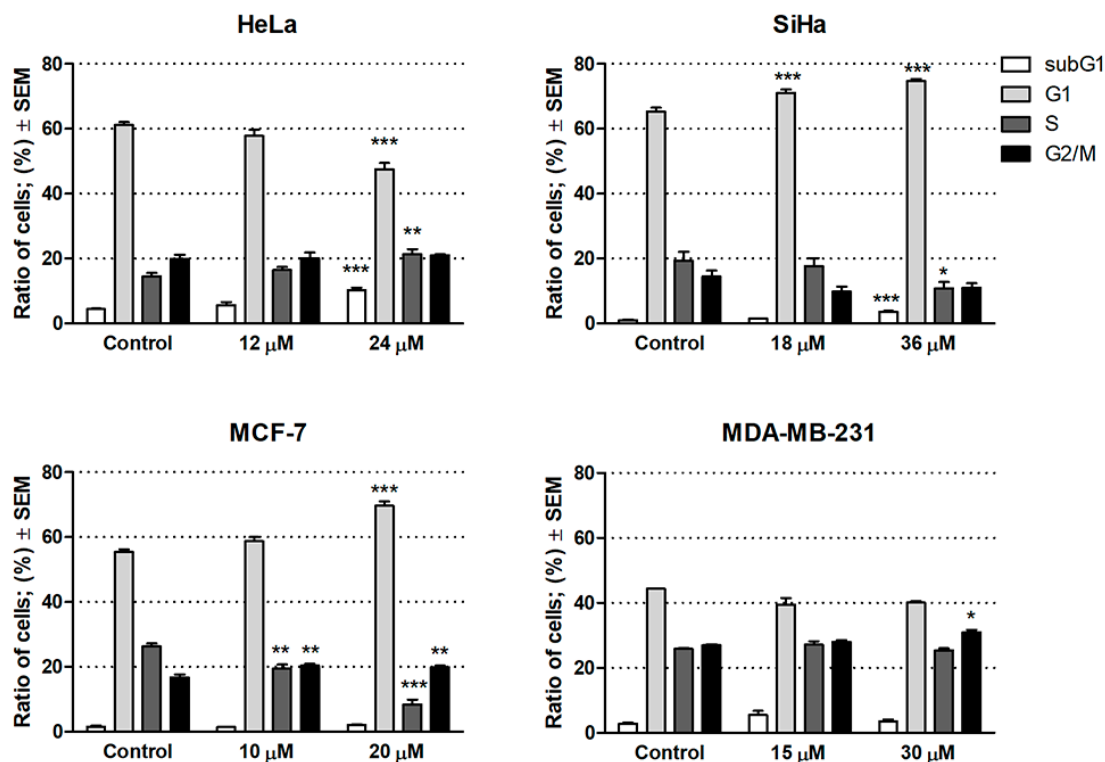 HeLa
Ratio of cells; (%) ± SEM
80
60
40
20
0
***
***
**
Control
12 μM
24 μM
SiHa
Ratio of cells; (%) ± SEM
80
60
40
20
0
***
***
***
*
Control
18 μM
36 μM
subG1
G1
S
G2/M
MCF-7
Ratio of cells; (%) ± SEM
80
60
40
20
0
** **
***
***
**
Control
10 μM
20 μM
MDA-MB-231
Ratio of cells; (%) ± SEM
80
60
40
20
0
*
Control
15 μM
30 μM